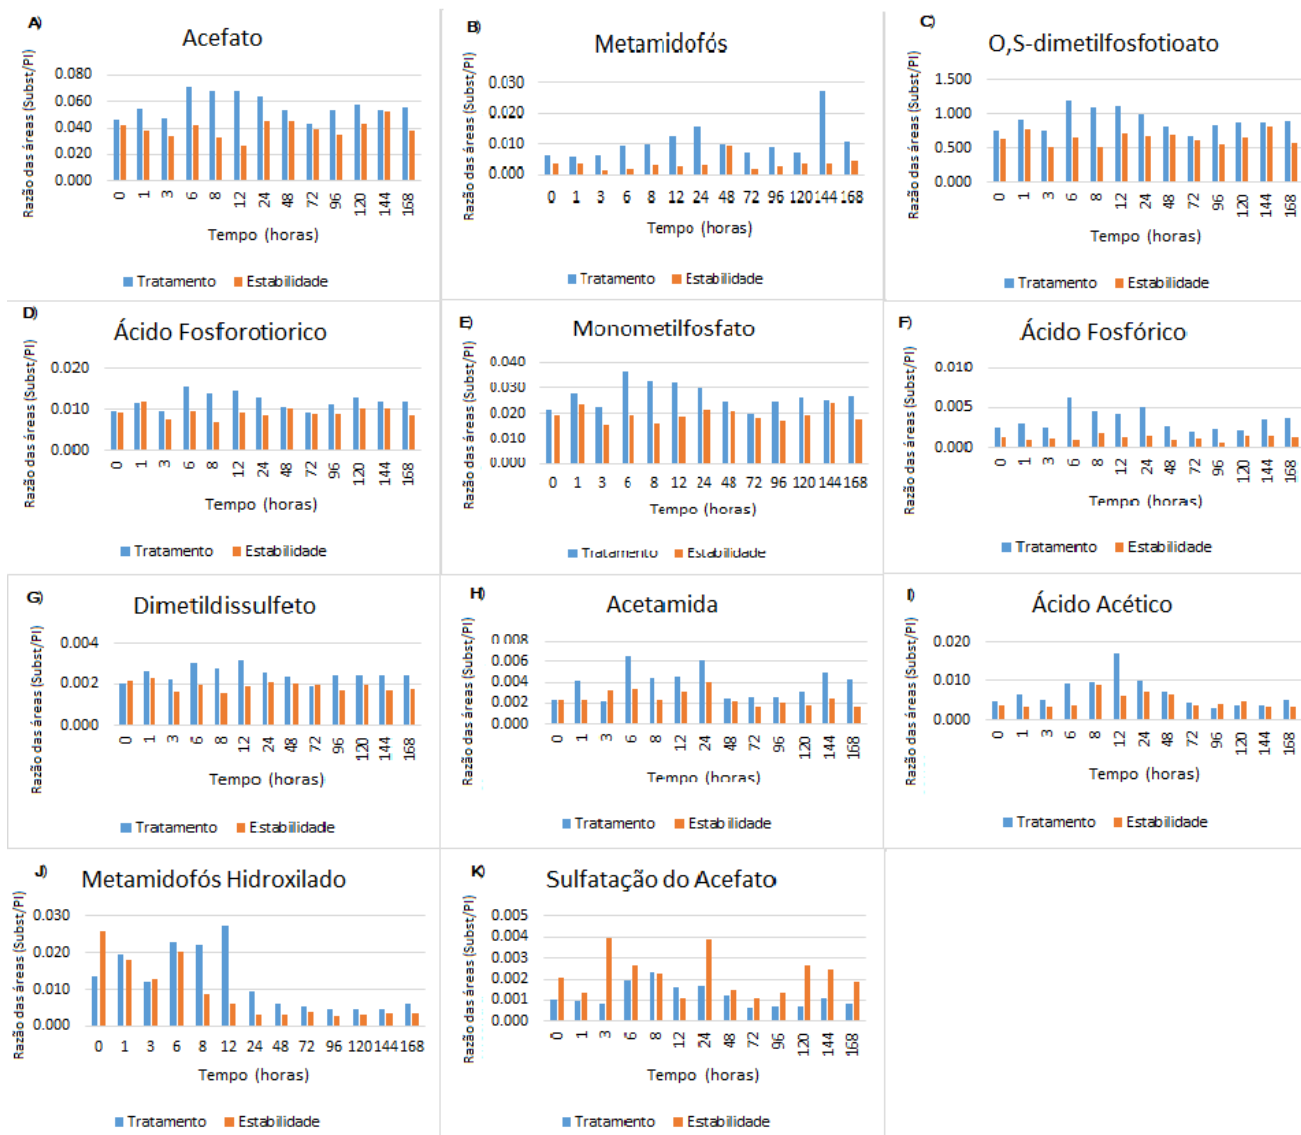 A)
Acefato
Razão das áreas (Subst/PI)
0.080
0.060
0.040
0.020
0.000
0 1 3 6 8 12 24 48 72 96 120 144 168
Tempo (horas)
Tratamento Estabilidade
B)
Metamidofós
Razão das áreas (Subst/PI)
0.030
0.020
0.010
0.000
0 1 3 6 8 12 24 48 72 96 120 144 168
Tempo (horas)
Tratamento Estabilidade
C)
O,S-dimetilfosfotioato
Razão das áreas (Subst/PI)
1.500
1.000
0.500
0.000
0 1 3 6 8 12 24 48 72 96 120 144 168
Tempo (horas)
Tratamento Estabilidade
D)
Ácido Fosforotiorico
Razão das áreas (Subst/PI)
0.020
0.010
0.000
0 1 3 6 8 12 24 48 72 96 120 144 168
Tempo (horas)
Tratamento Estabilidade
E)
Monometilfosfato
Razão das áreas (Subst/PI)
0.040
0.030
0.020
0.010
0.000
0 1 3 6 8 12 24 48 72 96 120 144 168
Tempo (horas)
Tratamento Estabilidade
F)
Ácido Fosfórico
Razão das áreas (Subst/PI)
0.010
0.005
0.000
0 1 3 6 8 12 24 48 72 96 120 144 168
Tempo (horas)
Tratamento Estabilidade
G)
Dimetildissulfeto
Razão das áreas (Subst/PI)
0.004
0.002
0.000
0 1 3 6 8 12 24 48 72 96 120 144 168
Tempo (horas)
Tratamento Estabilidade
H)
Acetamida
Razão das áreas (Subst/PI)
0.008
0.006
0.004
0.002
0.000
0 1 3 6 8 12 24 48 72 96 120 144 168
Tempo (horas)
Tratamento Estabilidade
I)
Ácido Acético
Razão das áreas (Subst/PI)
0.020
0.010
0.000
0 1 3 6 8 12 24 48 72 96 120 144 168
Tempo (horas)
Tratamento Estabilidade
J)
Metamidofós Hidroxilado
Razão das áreas (Subst/PI)
0.030
0.020
0.010
0.000
0 1 3 6 8 12 24 48 72 96 120 144 168
Tempo (horas)
Tratamento Estabilidade
K)
Sulfatação do Acefato
Razão das áreas (Subst/PI)
0.005
0.004
0.003
0.002
0.001
0.000
0 1 3 6 8 12 24 48 72 96 120 144 168
Tempo (horas)
Tratamento Estabilidade